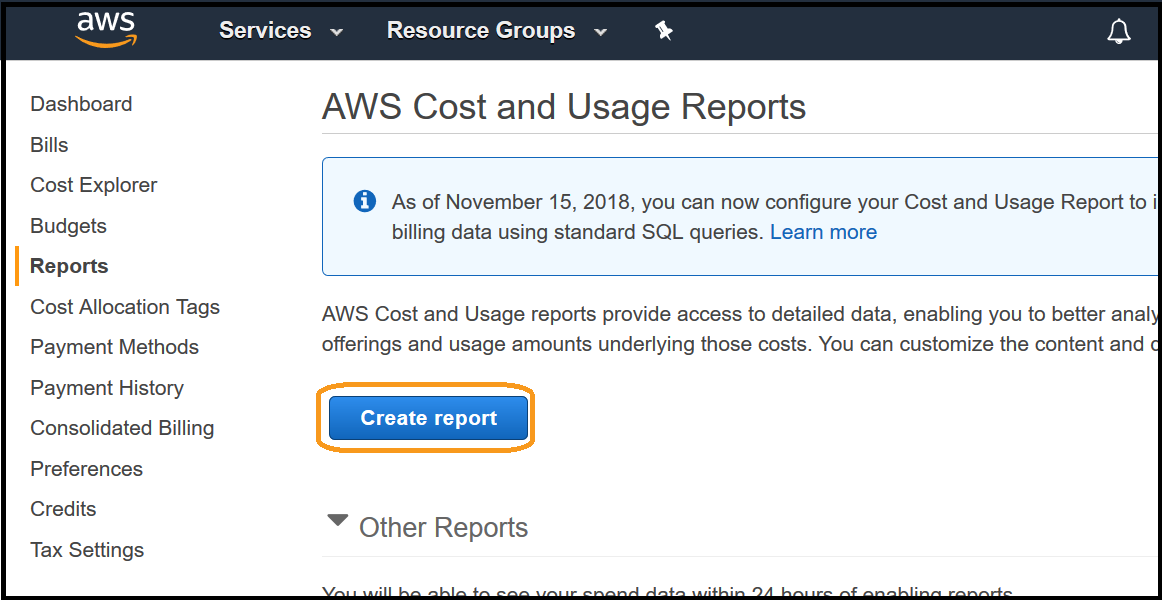 aws
Services
Resource Groups
Dashboard
Bills
Cost Explorer
Budgets
Reports
Cost Allocation Tags
Payment Methods
Payment History
Consolidated Billing
Preferences
Credits
Tax Settings
AWS Cost and Usage Reports
As of November 15, 2018, you can now configure your Cost and Usage Report to i
billing data using standard SQL queries. Learn more
AWS Cost and Usage reports provide access to detailed data, enabling you to better analy
offerings and usage amounts underlying those costs. You can customize the content and
Create report
Other Reports
You will be able to see your spend data within 24 hours of enabling reports